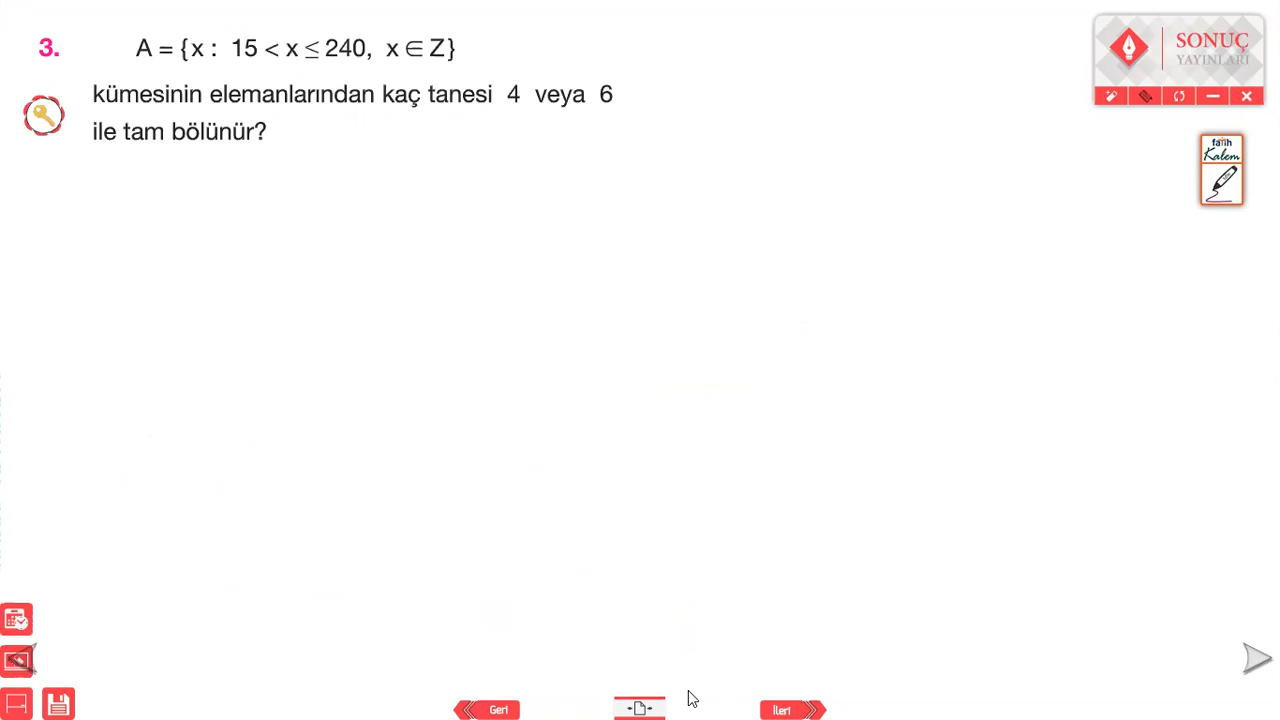 3. A = {x : 15 < x ≤ 240, x ∈ Z}
kümesinin elemanlarından kaç tanesi 4 veya 6
ile tam bölünür?
SONUÇ
YAYINLARI
fatih
Kalem
Geri
İleri